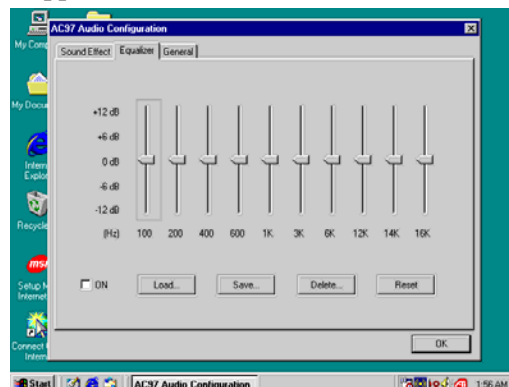 AC97 Audio Configuration
My Comp
Sound Effect Equalizer General
My Docu
+12 dB
+6 dB
0 dB
-6 dB
-12 dB
Intern
Explor
Recycle
(Hz) 100 200 400 600 1K 3K 6K 12K 14K 16K
msi
Setup M
Internet
ON Load... Save... Delete... Reset
Connect
Intern
OK
Start AC97 Audio Configuration 1:56 AM